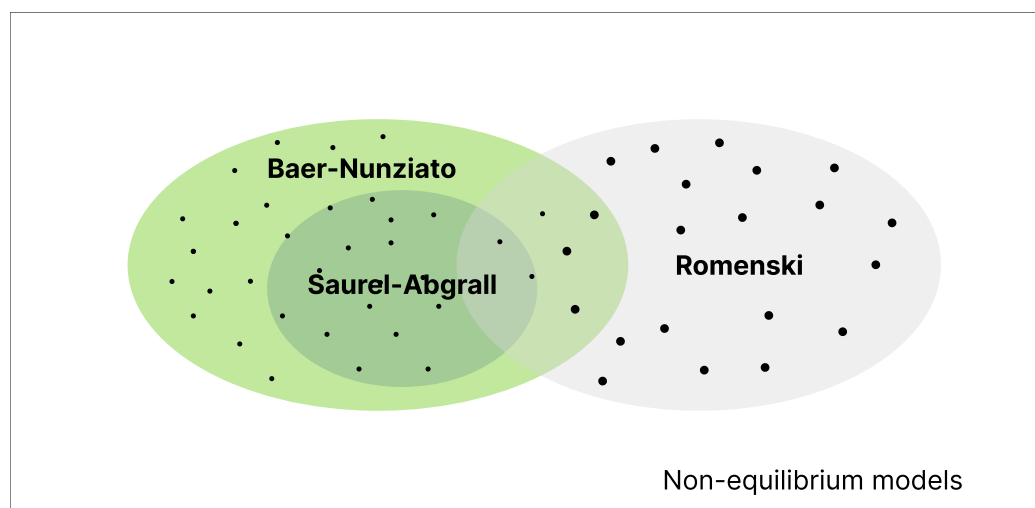 Baer-Nunziato
Saurel-Abgrall
Romenski
Non-equilibrium models